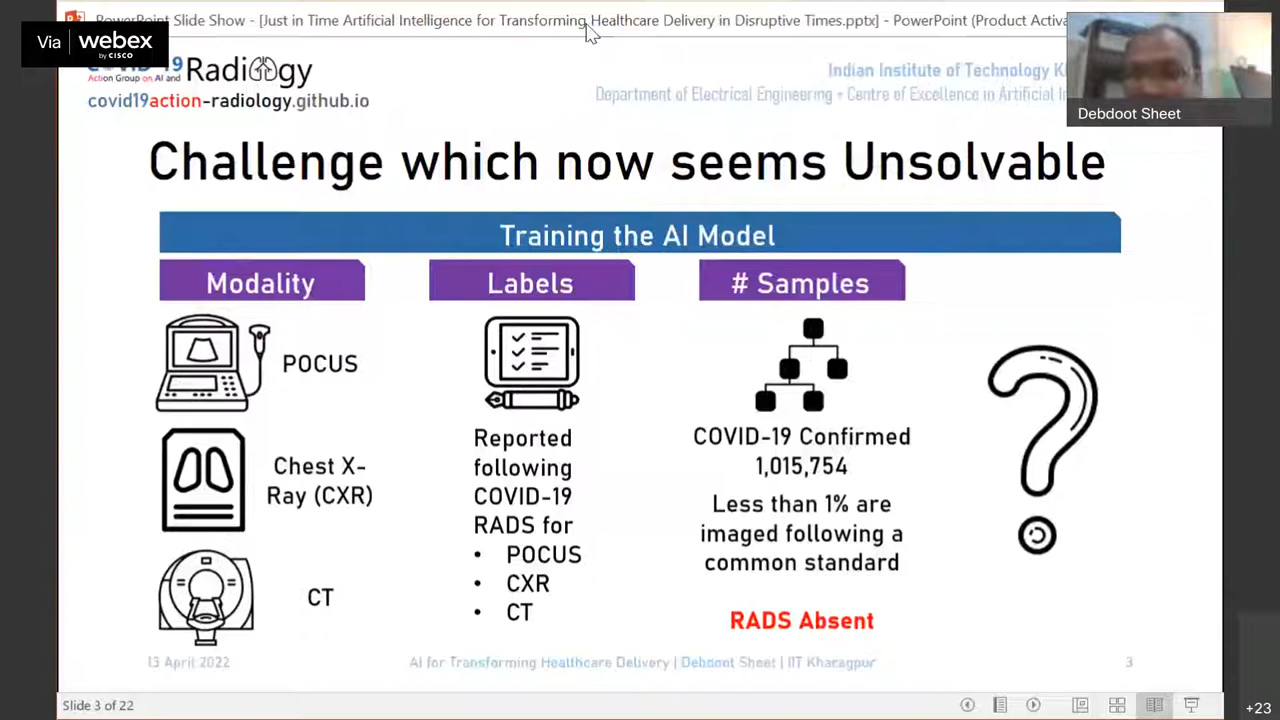 PowerPoint Slide Show - [Just in Time Artificial Intelligence for Transforming Healthcare Delivery in Disruptive Times.pptx] - PowerPoint (Product Activa
Via webex
by CISCO
Action Group on AI and Radiology
covid19action-radiology.github.io
Indian Institute of Technology
Department of Electrical Engineering + Centre of Excellence in Artificial
Debdoot Sheet
Challenge which now seems Unsolvable
Training the AI Model
Modality
Labels
# Samples
POCUS
Chest X-
Ray (CXR)
CT
Reported
following
COVID-19
RADS for
• POCUS
• CXR
• CT
COVID-19 Confirmed
1,015,754
Less than 1% are
imaged following a
common standard
RADS Absent
?
13 April 2022
AI for Transforming Healthcare Delivery | Debdoot Sheet | IIT Kharagpur
3
Slide 3 of 22
+23